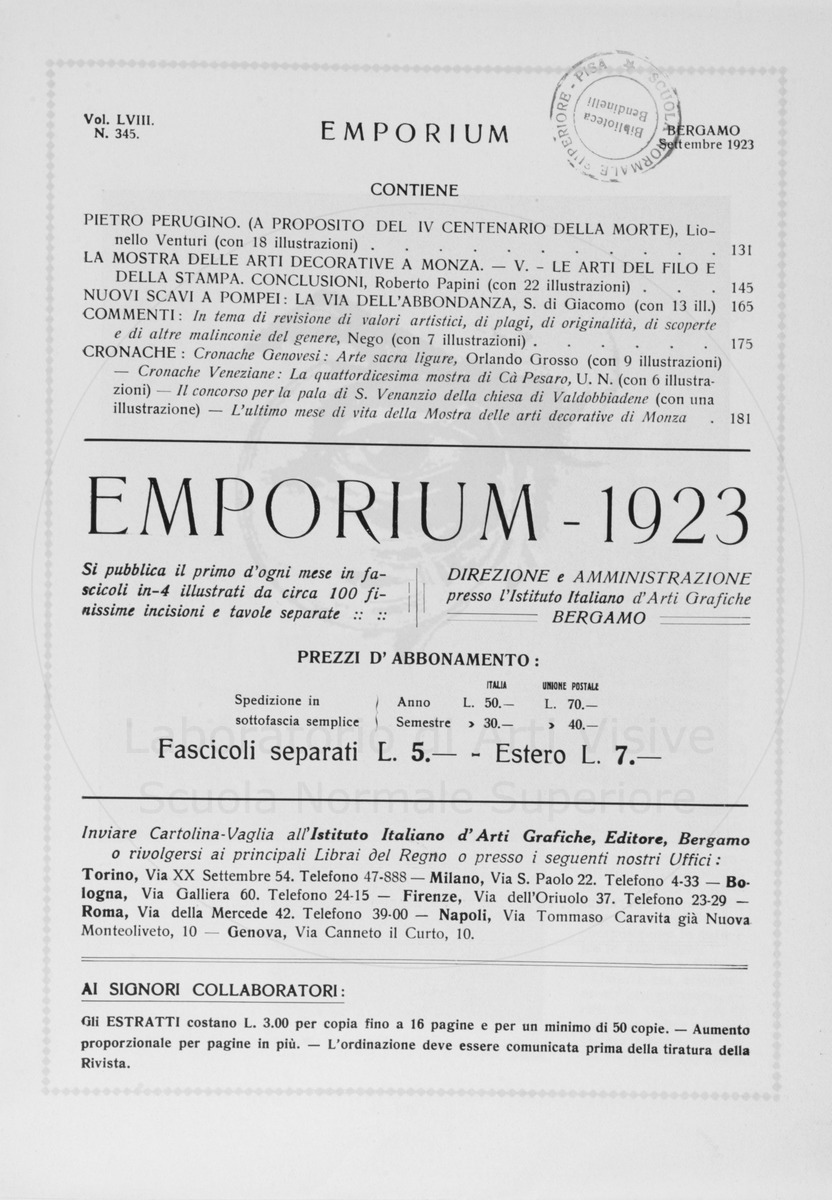 Vol. LVIII.
N. 345.
EMPORIUM
BERGAMO
Settembre 1923
SCUOLA NORMALE SUPERIORE - PISA
Biblioteca
Bendinelli
CONTIENE
PIETRO PERUGINO. (A PROPOSITO DEL IV CENTENARIO DELLA MORTE), Lio-
nello Venturi (con 18 illustrazioni) . . . . . . . . . . 131
LA MOSTRA DELLE ARTI DECORATIVE A MONZA. — V. - LE ARTI DEL FILO E
DELLA STAMPA. CONCLUSIONI, Roberto Papini (con 22 illustrazioni) . . . 145
NUOVI SCAVI A POMPEI: LA VIA DELL'ABBONDANZA, S. di Giacomo (con 13 ill.) 165
COMMENTI: In tema di revisione di valori artistici, di plagi, di originalità, di scoperte
e di altre malinconie del genere, Nego (con 7 illustrazioni) . . . . . . 175
CRONACHE: Cronache Genovesi: Arte sacra ligure, Orlando Grosso (con 9 illustrazioni)
— Cronache Veneziane: La quattordicesima mostra di Cà Pesaro, U. N. (con 6 illustra-
zioni) — Il concorso per la pala di S. Venanzio della chiesa di Valdobbiadene (con una
illustrazione) — L'ultimo mese di vita della Mostra delle arti decorative di Monza . 181
EMPORIUM - 1923
Si pubblica il primo d'ogni mese in fa-
scicoli in-4 illustrati da circa 100 fi-
nissime incisioni e tavole separate :: ::
DIREZIONE e AMMINISTRAZIONE
presso l'Istituto Italiano d'Arti Grafiche
BERGAMO
PREZZI D'ABBONAMENTO:
ITALIA UNIONE POSTALE
Spedizione in Anno L. 50.— L. 70.—
sottofascia semplice Semestre » 30.— » 40.—
Laboratorio di Arti Visive
Fascicoli separati L. 5.— - Estero L. 7.—
Scuola Normale Superiore
Inviare Cartolina-Vaglia all'Istituto Italiano d'Arti Grafiche, Editore, Bergamo
o rivolgersi ai principali Librai del Regno o presso i seguenti nostri Uffici:
Torino, Via XX Settembre 54. Telefono 47-888 — Milano, Via S. Paolo 22. Telefono 4-33 — Bo-
logna, Via Galliera 60. Telefono 24-15 — Firenze, Via dell'Oriuolo 37. Telefono 23-29 —
Roma, Via della Mercede 42. Telefono 39-00 — Napoli, Via Tommaso Caravita già Nuova
Monteoliveto, 10 — Genova, Via Canneto il Curto, 10.
AI SIGNORI COLLABORATORI:
Gli ESTRATTI costano L. 3.00 per copia fino a 16 pagine e per un minimo di 50 copie. — Aumento
proporzionale per pagine in più. — L'ordinazione deve essere comunicata prima della tiratura della
Rivista.